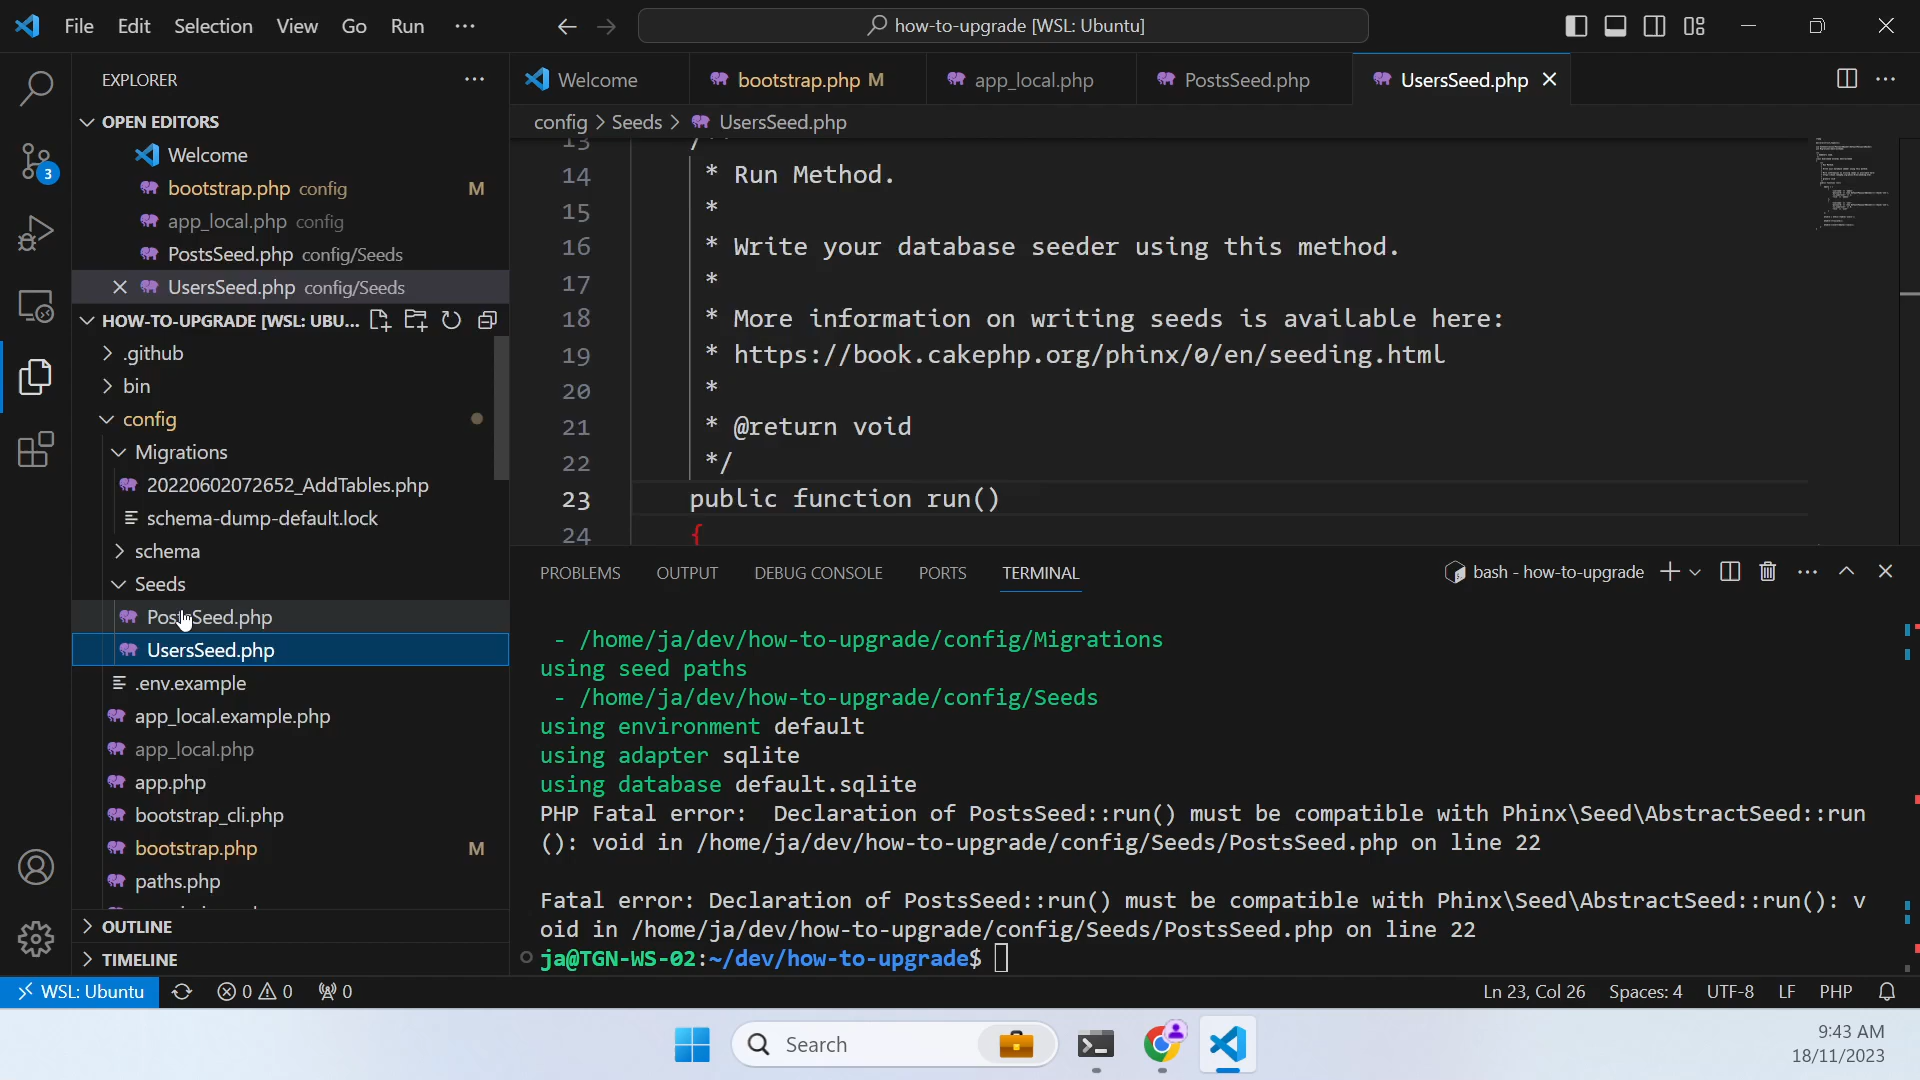 File Edit Selection View Go Run ···
how-to-upgrade [WSL: Ubuntu]
3
EXPLORER
OPEN EDITORS
Welcome
bootstrap.php config M
app_local.php config
PostsSeed.php config/Seeds
UsersSeed.php config/Seeds
HOW-TO-UPGRADE [WSL: UBU...
.github
bin
config
Migrations
20220602072652_AddTables.php
schema-dump-default.lock
schema
Seeds
PostsSeed.php
UsersSeed.php
.env.example
app_local.example.php
app_local.php
app.php
bootstrap_cli.php
bootstrap.php M
paths.php
OUTLINE
TIMELINE
Welcome bootstrap.php M app_local.php PostsSeed.php UsersSeed.php
config > Seeds > UsersSeed.php
13 /**
14 * Run Method.
15 *
16 * Write your database seeder using this method.
17 *
18 * More information on writing seeds is available here:
19 * https://book.cakephp.org/phinx/0/en/seeding.html
20 *
21 * @return void
22 */
23 public function run()
24 {
PROBLEMS OUTPUT DEBUG CONSOLE PORTS TERMINAL
bash - how-to-upgrade
- /home/ja/dev/how-to-upgrade/config/Migrations
using seed paths
- /home/ja/dev/how-to-upgrade/config/Seeds
using environment default
using adapter sqlite
using database default.sqlite
PHP Fatal error:  Declaration of PostsSeed::run() must be compatible with Phinx\Seed\AbstractSeed::run
(): void in /home/ja/dev/how-to-upgrade/config/Seeds/PostsSeed.php on line 22
Fatal error: Declaration of PostsSeed::run() must be compatible with Phinx\Seed\AbstractSeed::run(): v
oid in /home/ja/dev/how-to-upgrade/config/Seeds/PostsSeed.php on line 22
ja@TGN-WS-02:~/dev/how-to-upgrade$
WSL: Ubuntu 0 0 0 Ln 23, Col 26 Spaces: 4 UTF-8 LF PHP
Search
9:43 AM
18/11/2023